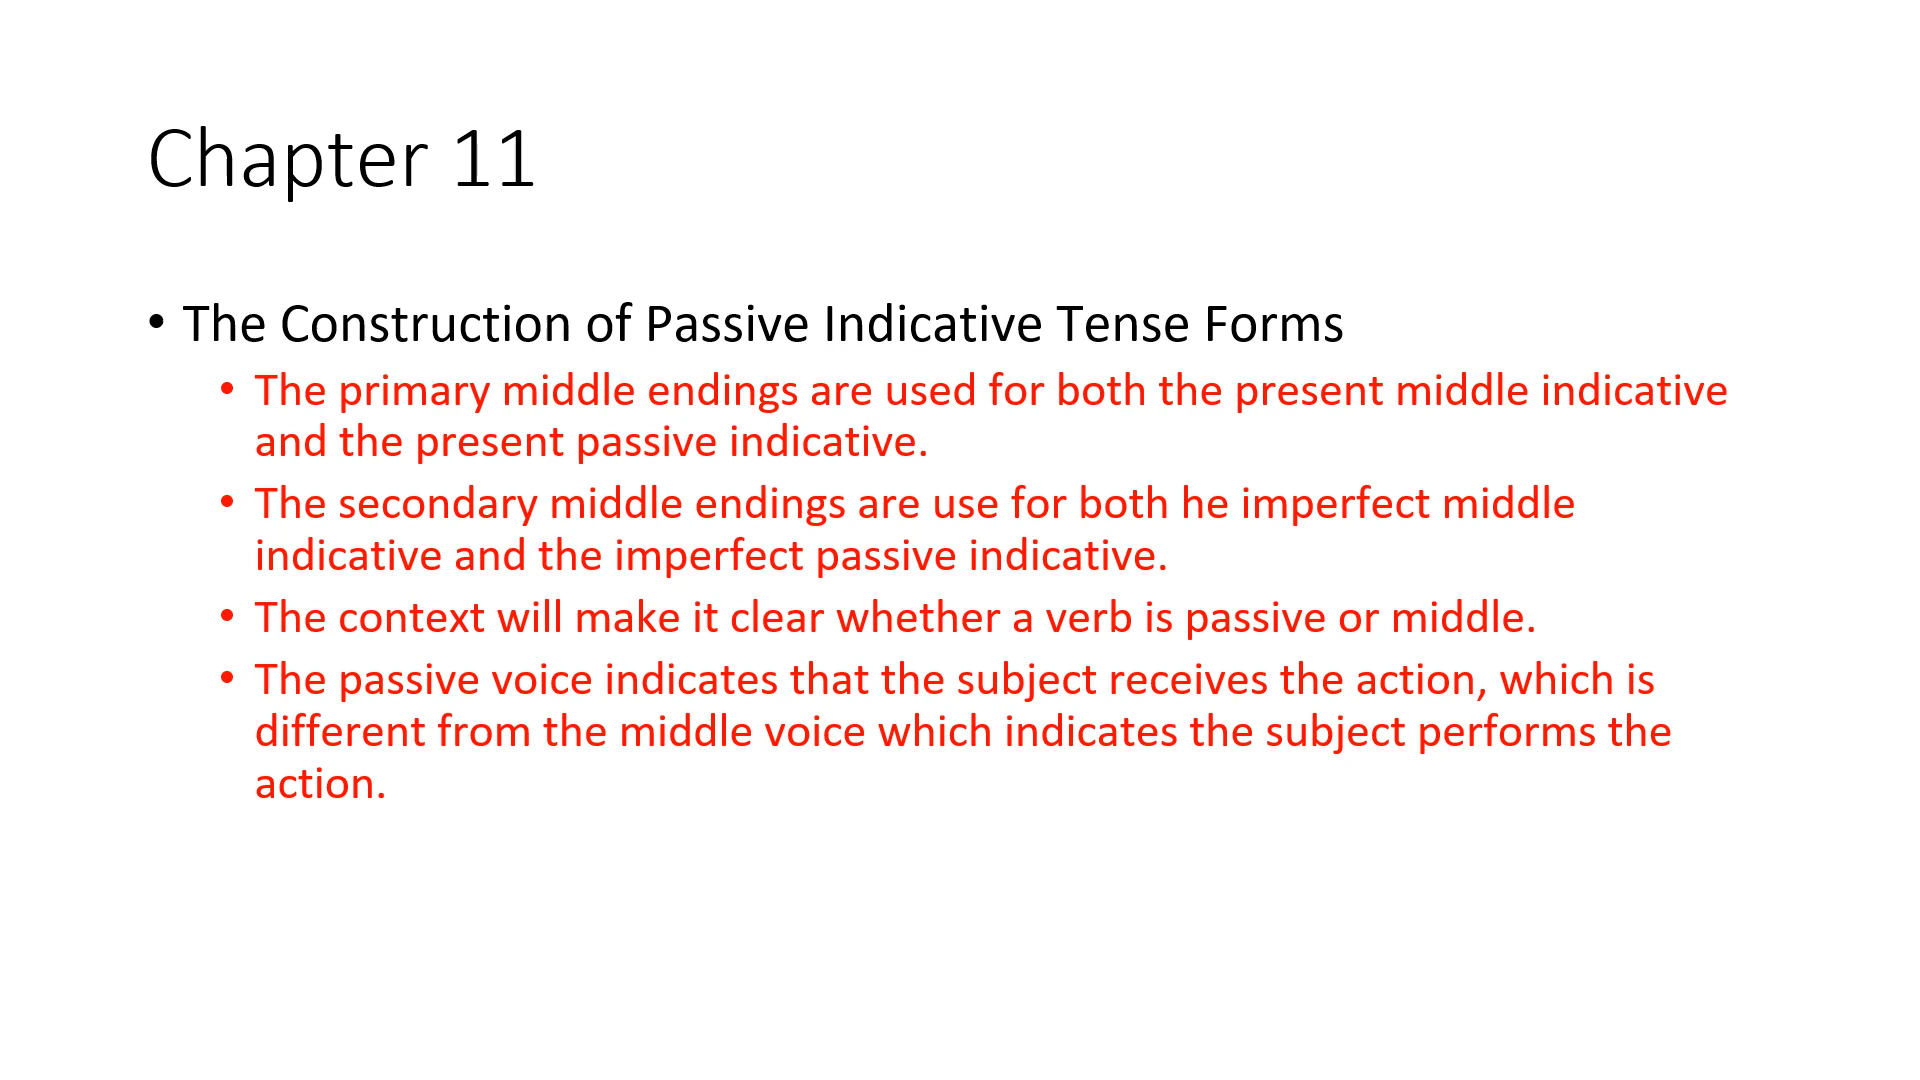 Chapter 11
• The Construction of Passive Indicative Tense Forms
• The primary middle endings are used for both the present middle indicative
and the present passive indicative.
• The secondary middle endings are use for both he imperfect middle
indicative and the imperfect passive indicative.
• The context will make it clear whether a verb is passive or middle.
• The passive voice indicates that the subject receives the action, which is
different from the middle voice which indicates the subject performs the
action.